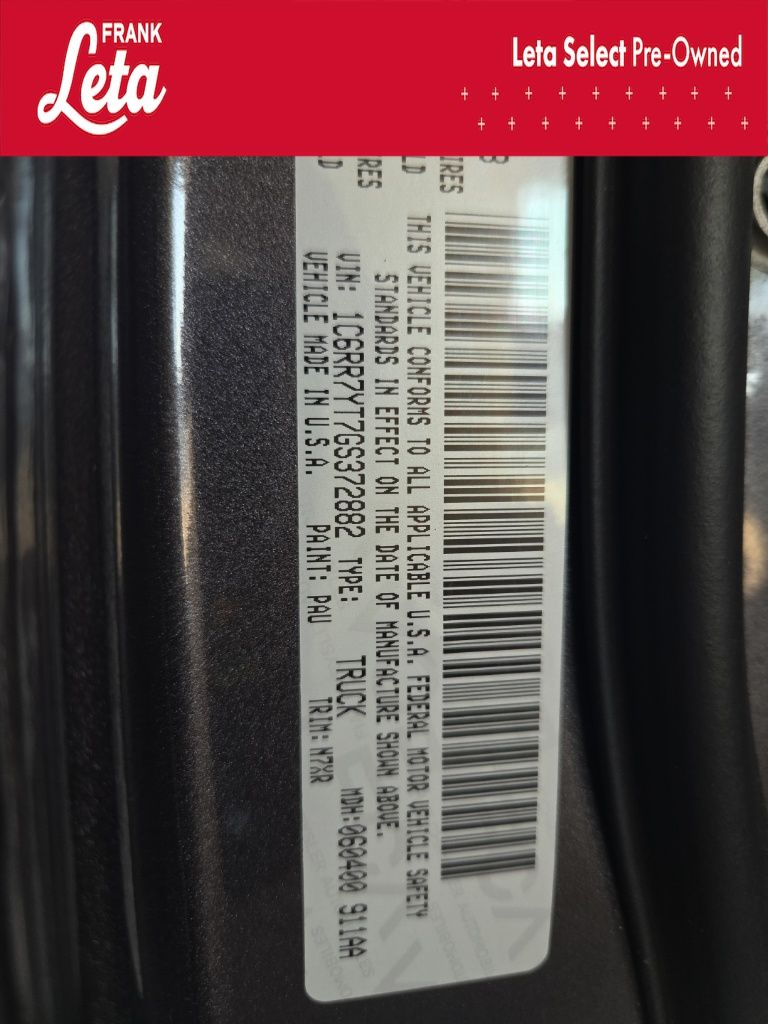 FRANK
Leta
Leta Select Pre-Owned
THIS VEHICLE CONFORMS TO ALL APPLICABLE U.S.A. FEDERAL MOTOR VEHICLE SAFETY
STANDARDS IN EFFECT ON THE DATE OF MANUFACTURE SHOWN ABOVE.
VIN: 1C6RR7YT7GS372882 TYPE: TRUCK MDH:060400 911AA
VEHICLE MADE IN U.S.A. PAINT: PAU TRIM:N7XR